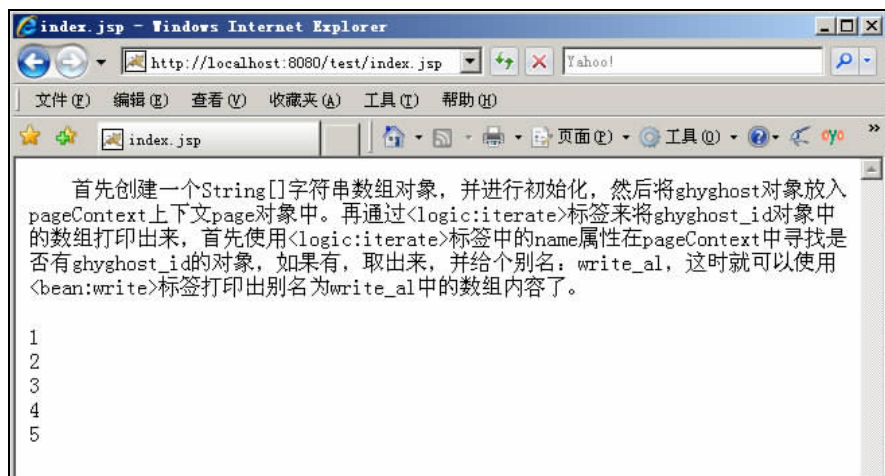 index.jsp - Windows Internet Explorer
http://localhost:8080/test/index.jsp Yahoo!
文件(F) 编辑(E) 查看(V) 收藏夹(A) 工具(T) 帮助(H)
index.jsp 页面(P) 工具(O) »
首先创建一个String[]字符串数组对象，并进行初始化，然后将ghyghost对象放入
pageContext上下文page对象中。再通过<logic:iterate>标签来将ghyghost_id对象中
的数组打印出来，首先使用<logic:iterate>标签中的name属性在pageContext中寻找是
否有ghyghost_id的对象，如果有，取出来，并给个别名：write_al，这时就可以使用
<bean:write>标签打印出别名为write_al中的数组内容了。
1
2
3
4
5